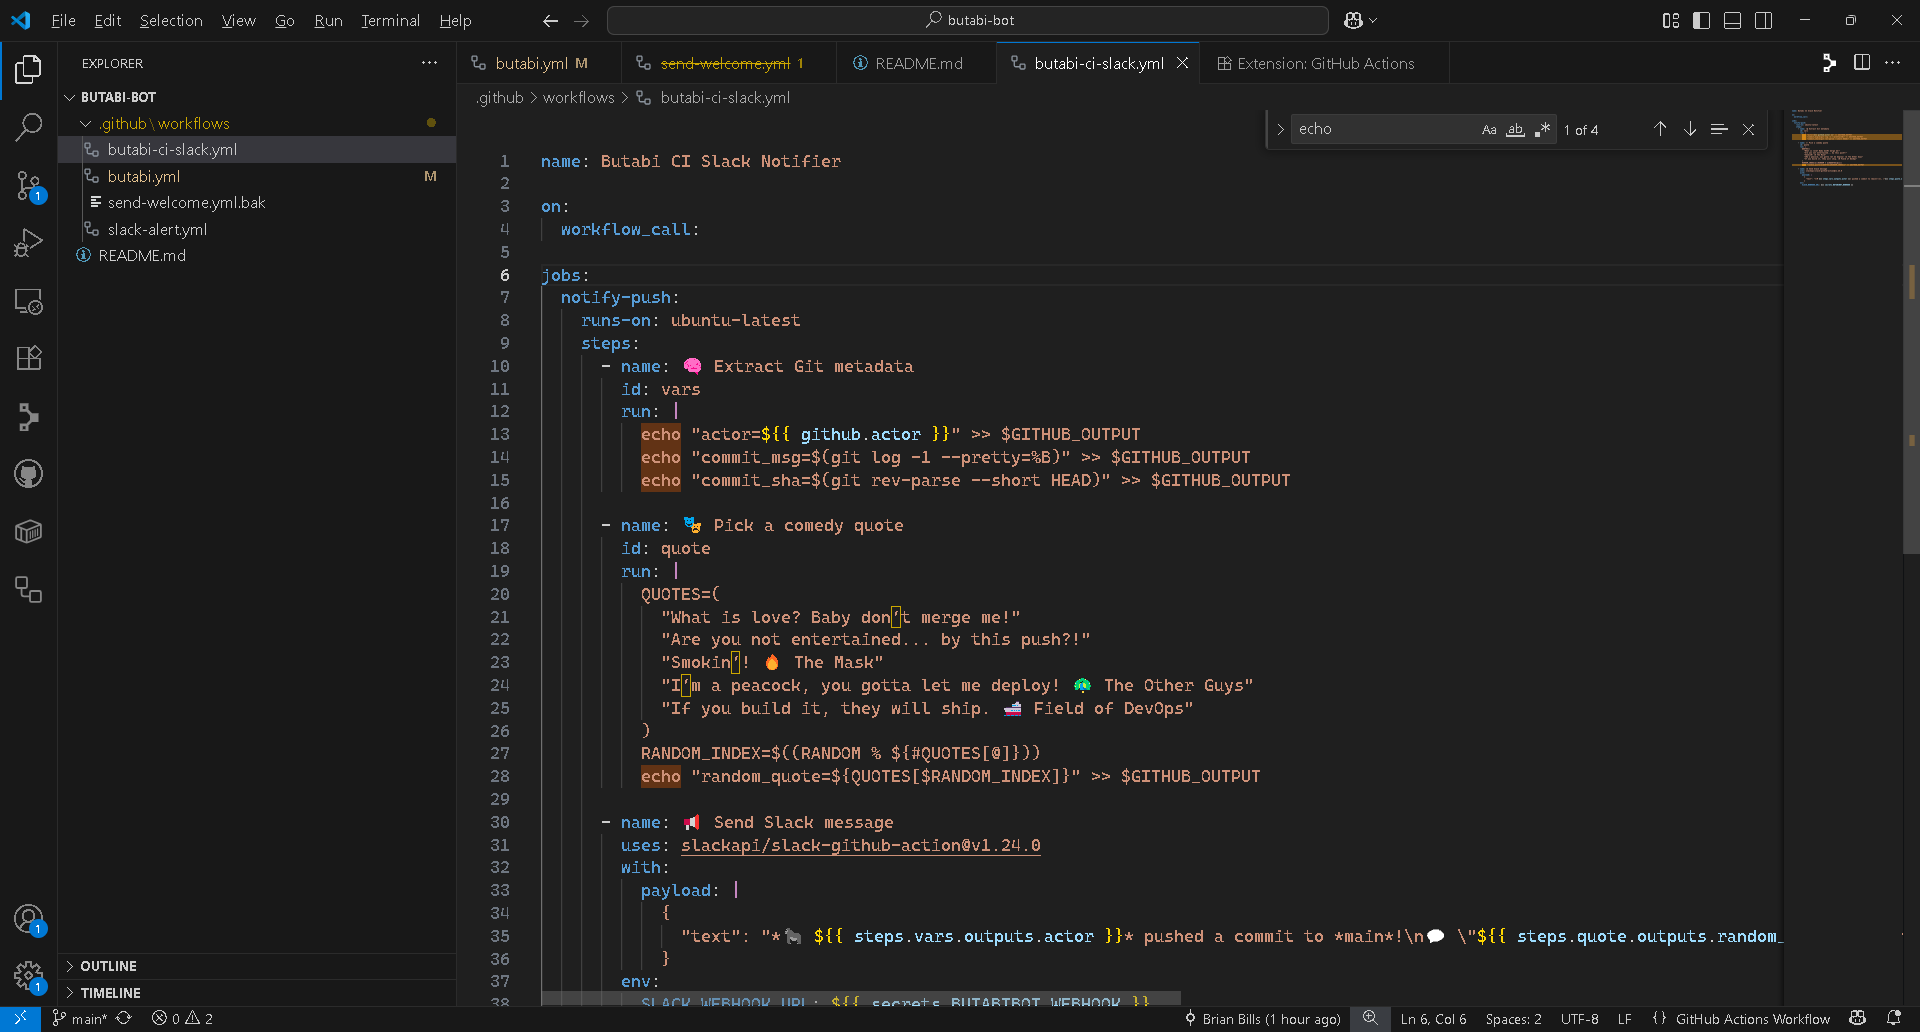 File Edit Selection View Go Run Terminal Help
butabi-bot
EXPLORER
butabi.yml M
send-welcome.yml 1
README.md
butabi-ci-slack.yml
Extension: GitHub Actions
BUTABI-BOT
.github\workflows
butabi-ci-slack.yml
butabi.yml M
send-welcome.yml.bak
slack-alert.yml
README.md
1
1
1
OUTLINE
TIMELINE
.github > workflows > butabi-ci-slack.yml
echo
Aa ab .*
1 of 4
1 name: Butabi CI Slack Notifier
2
3 on:
4 workflow_call:
5
6 jobs:
7 notify-push:
8 runs-on: ubuntu-latest
9 steps:
10 - name: 🧠 Extract Git metadata
11 id: vars
12 run: |
13 echo "actor=${{ github.actor }}" >> $GITHUB_OUTPUT
14 echo "commit_msg=$(git log -1 --pretty=%B)" >> $GITHUB_OUTPUT
15 echo "commit_sha=$(git rev-parse --short HEAD)" >> $GITHUB_OUTPUT
16
17 - name: 🎭 Pick a comedy quote
18 id: quote
19 run: |
20 QUOTES=(
21 "What is love? Baby don’t merge me!"
22 "Are you not entertained... by this push?!"
23 "Smokin’! 🔥 The Mask"
24 "I’m a peacock, you gotta let me deploy! 🦚 The Other Guys"
25 "If you build it, they will ship. 🚢 Field of DevOps"
26 )
27 RANDOM_INDEX=$((RANDOM % ${#QUOTES[@]}))
28 echo "random_quote=${QUOTES[$RANDOM_INDEX]}" >> $GITHUB_OUTPUT
29
30 - name: 📢 Send Slack message
31 uses: slackapi/slack-github-action@v1.24.0
32 with:
33 payload: |
34 {
35 "text": "*🦍 ${{ steps.vars.outputs.actor }}* pushed a commit to *main*!\n💬 \"${{ steps.quote.outputs.random_
36 }
37 env:
38 SLACK_WEBHOOK_URL: ${{ secrets.BUTABIBOT_WEBHOOK }}
main* 0 2
Brian Bills (1 hour ago) Ln 6, Col 6 Spaces: 2 UTF-8 LF {} GitHub Actions Workflow